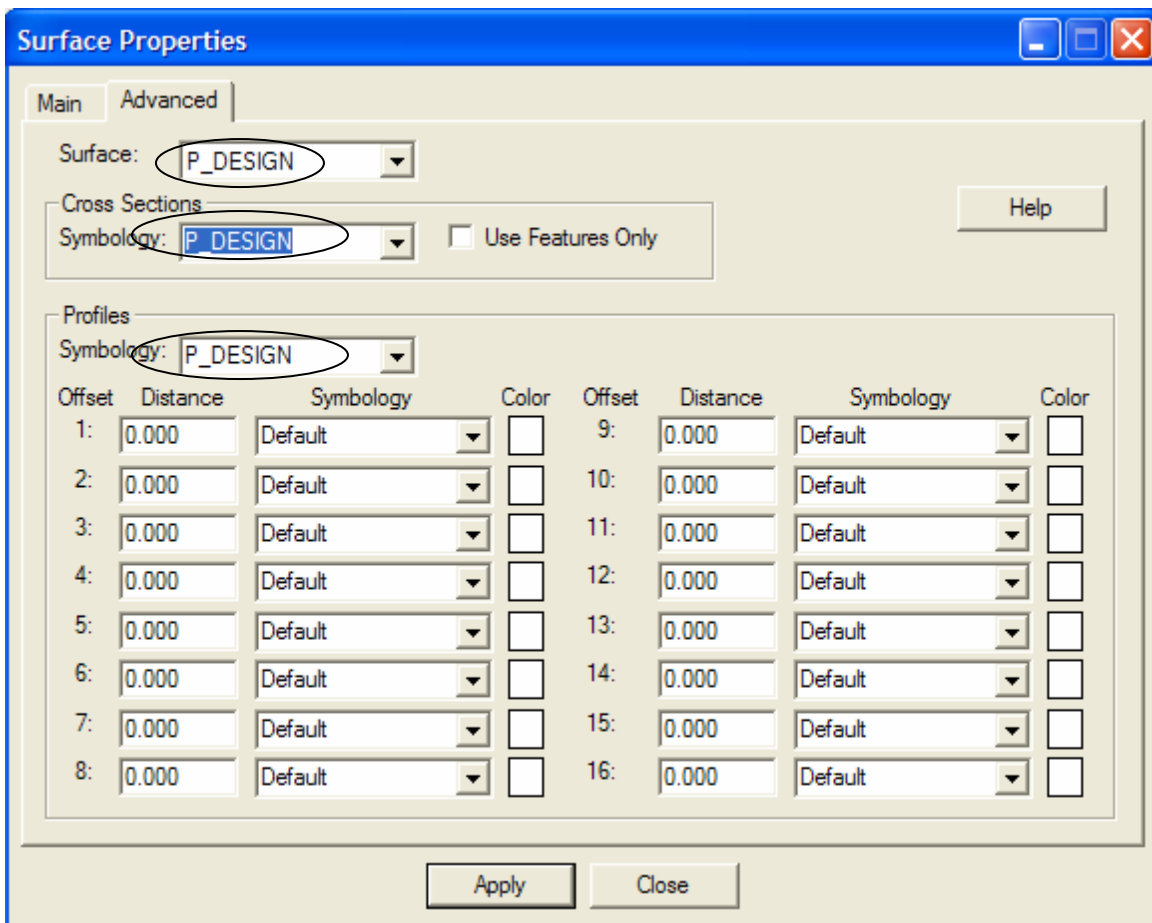 Surface Properties
Main Advanced
Surface: P_DESIGN
Cross Sections
Help
Symbology: P_DESIGN Use Features Only
Profiles
Symbology: P_DESIGN
Offset Distance Symbology Color Offset Distance Symbology Color
1: 0.000 Default 9: 0.000 Default
2: 0.000 Default 10: 0.000 Default
3: 0.000 Default 11: 0.000 Default
4: 0.000 Default 12: 0.000 Default
5: 0.000 Default 13: 0.000 Default
6: 0.000 Default 14: 0.000 Default
7: 0.000 Default 15: 0.000 Default
8: 0.000 Default 16: 0.000 Default
Apply Close